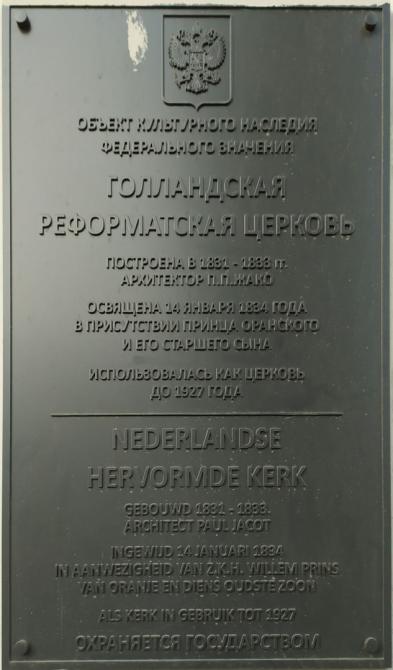 ОБЪЕКТ КУЛЬТУРНОГО НАСЛЕДИЯ
ФЕДЕРАЛЬНОГО ЗНАЧЕНИЯ
ГОЛЛАНДСКАЯ
РЕФОРМАТСКАЯ ЦЕРКОВЬ
ПОСТРОЕНА В 1831 - 1833 гг.
АРХИТЕКТОР П.П.ЖАКО
ОСВЯЩЕНА 14 ЯНВАРЯ 1834 ГОДА
В ПРИСУТСТВИИ ПРИНЦА ОРАНСКОГО
И ЕГО СТАРШЕГО СЫНА
ИСПОЛЬЗОВАЛАСЬ КАК ЦЕРКОВЬ
ДО 1927 ГОДА
NEDERLANDSE
HERVORMDE KERK
GEBOUWD 1831 - 1833.
ARCHITECT PAUL JACOT
INGEWIJD 14 JANUARI 1834
IN AANWEZIGHEID VAN Z.K.H. WILLEM PRINS
VAN ORANJE EN DIENS OUDSTE ZOON
ALS KERK IN GEBRUIK TOT 1927
ОХРАНЯЕТСЯ ГОСУДАРСТВОМ